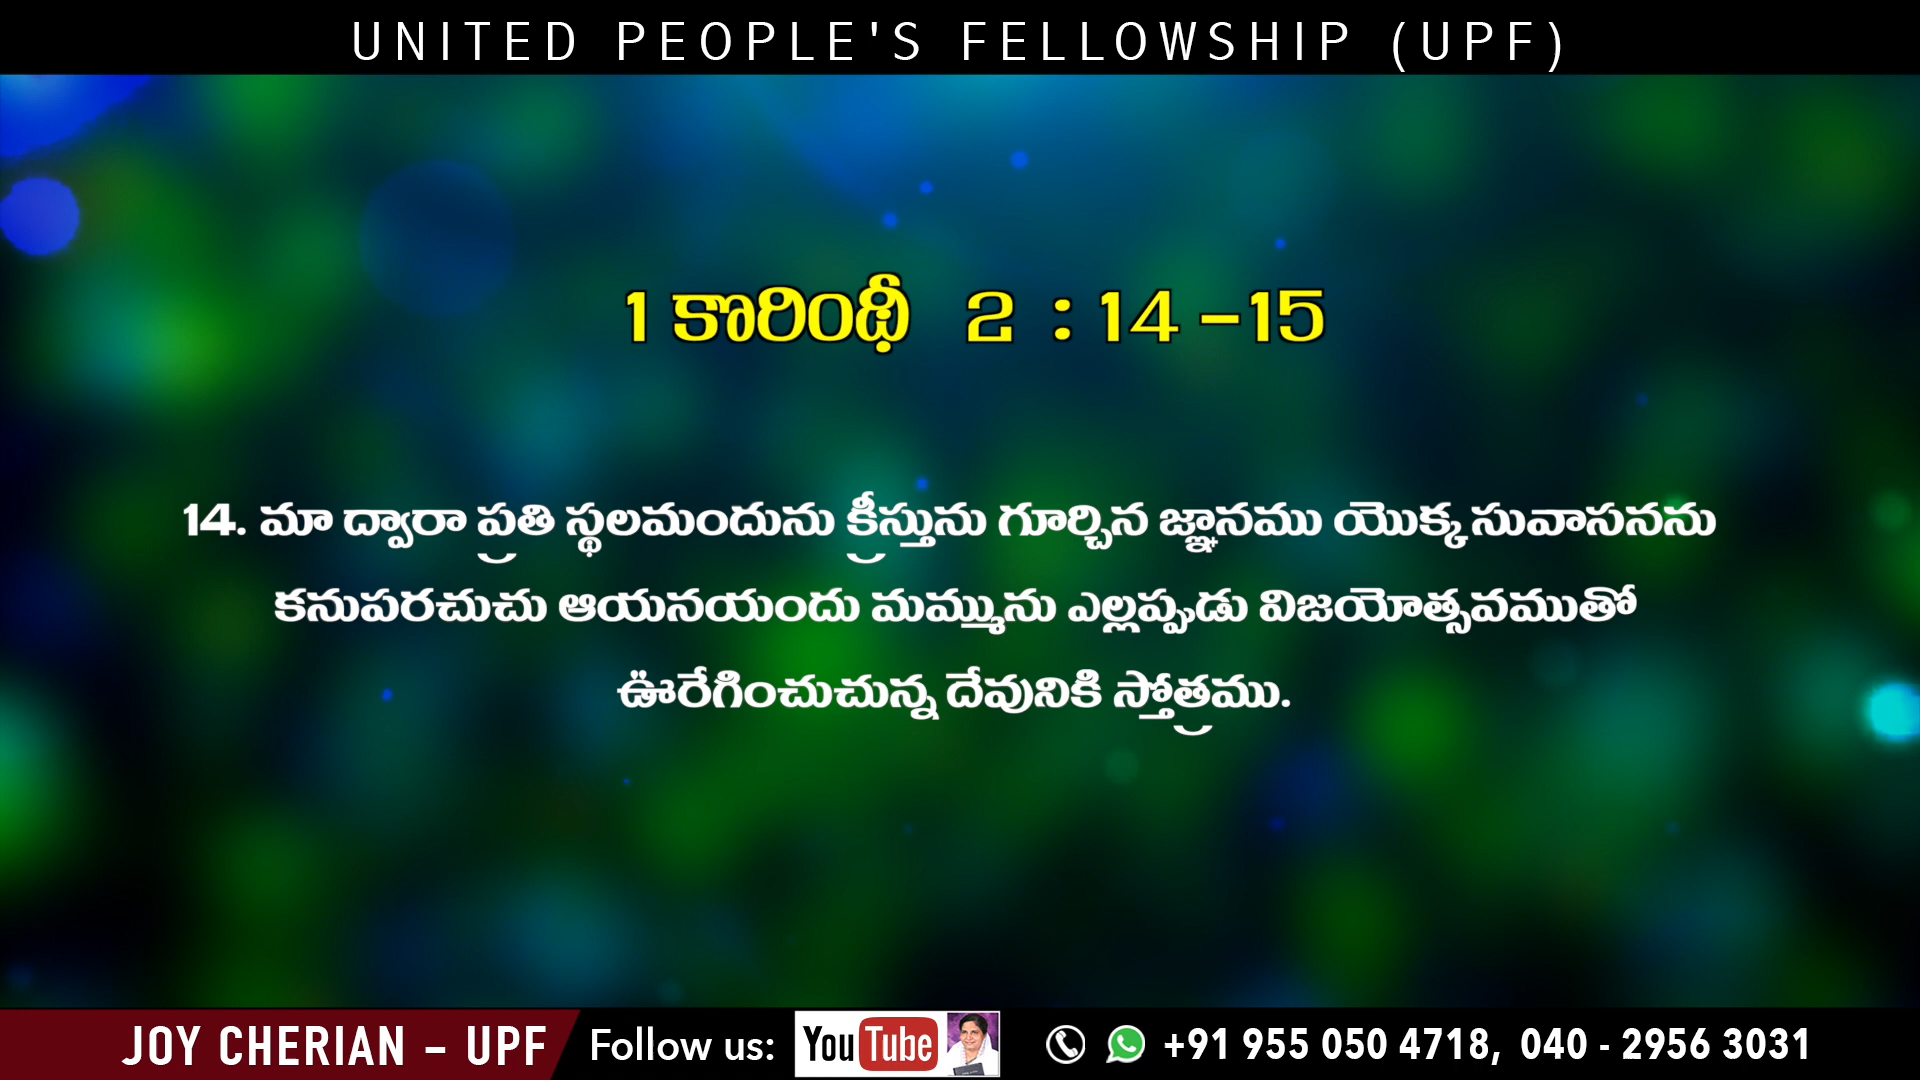 UNITED PEOPLE'S FELLOWSHIP (UPF)
1 కొరింథీ 2 : 14 -15
14. మా ద్వారా ప్రతి స్థలమందును క్రీస్తును గూర్చిన జ్ఞానము యొక్క సువాసనను
కనుపరచుచు ఆయనయందు మమ్మును ఎల్లప్పుడు విజయోత్సవముతో
ఊరేగించుచున్న దేవునికి స్తోత్రము.
JOY CHERIAN – UPF Follow us: YouTube +91 955 050 4718, 040 - 2956 3031